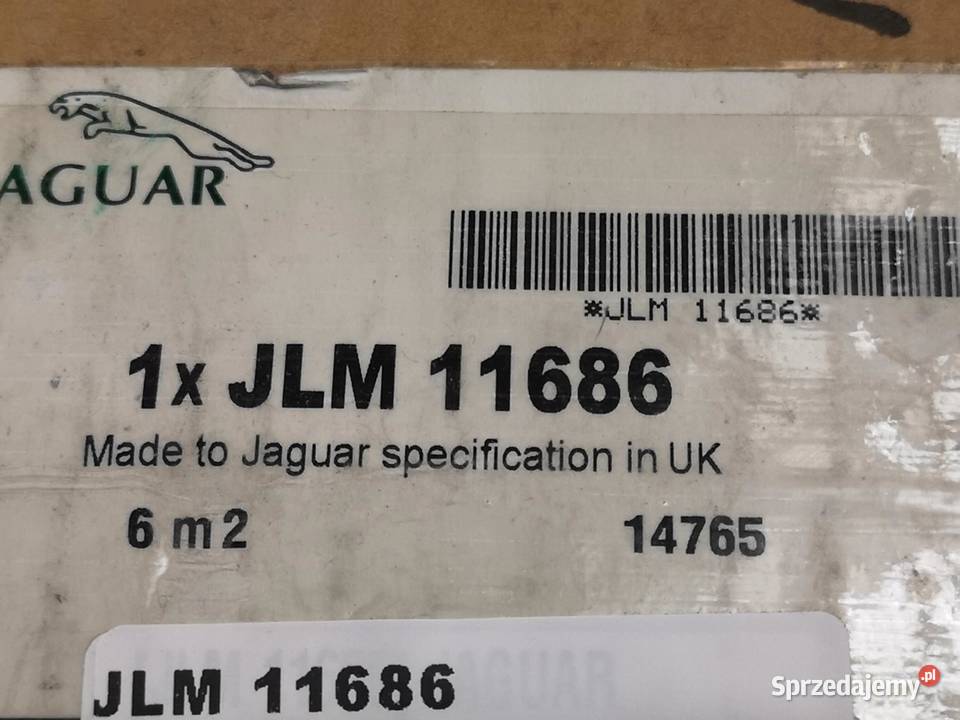 JAGUAR
*JLM 11686*
1x JLM 11686
Made to Jaguar specification in UK
6 m2 14765
JLM 11686
Sprzedajemy.pl